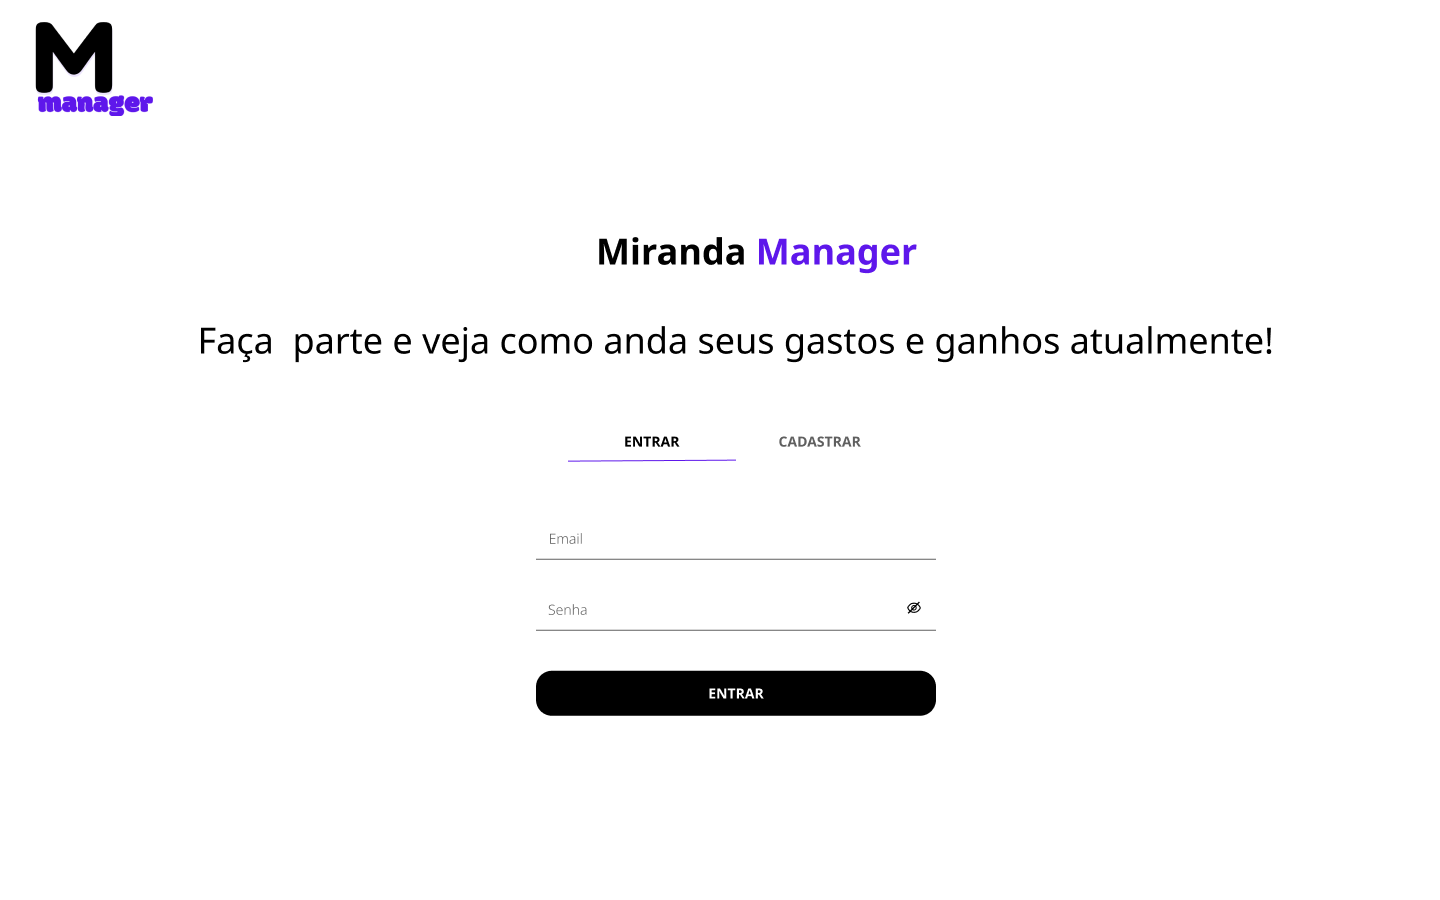 M
manager
Miranda Manager
Faça  parte e veja como anda seus gastos e ganhos atualmente!
ENTRAR
CADASTRAR
Email
Senha
ENTRAR